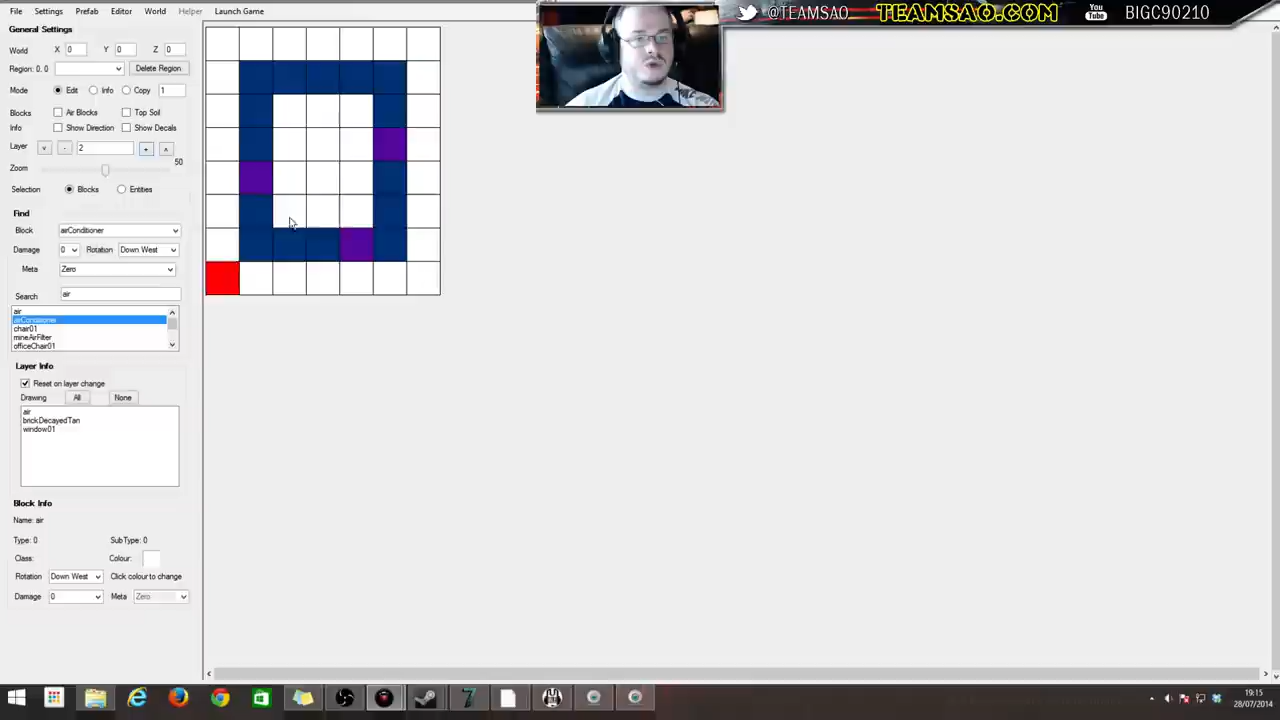 File Settings Prefab Editor World Helper Launch Game
@TEAMSAO TEAMSAO.COM You Tube BIGC90210
General Settings
World X 0 Y 0 Z 0
Region: 0. 0 Delete Region
Mode Edit Info Copy 1
Blocks Air Blocks Top Soil
Info Show Direction Show Decals
Layer v - 2 + ^
Zoom 50
Selection Blocks Entities
Find
Block airConditioner
Damage 0 Rotation Down West
Meta Zero
Search air
air
airConditioner
chair01
mineAirFilter
officeChair01
Layer Info
Reset on layer change
Drawing All None
air
brickDecayedTan
window01
Block Info
Name: air
Type: 0 SubType: 0
Class: Colour:
Rotation Down West Click colour to change
Damage 0 Meta Zero
19:15
28/07/2014